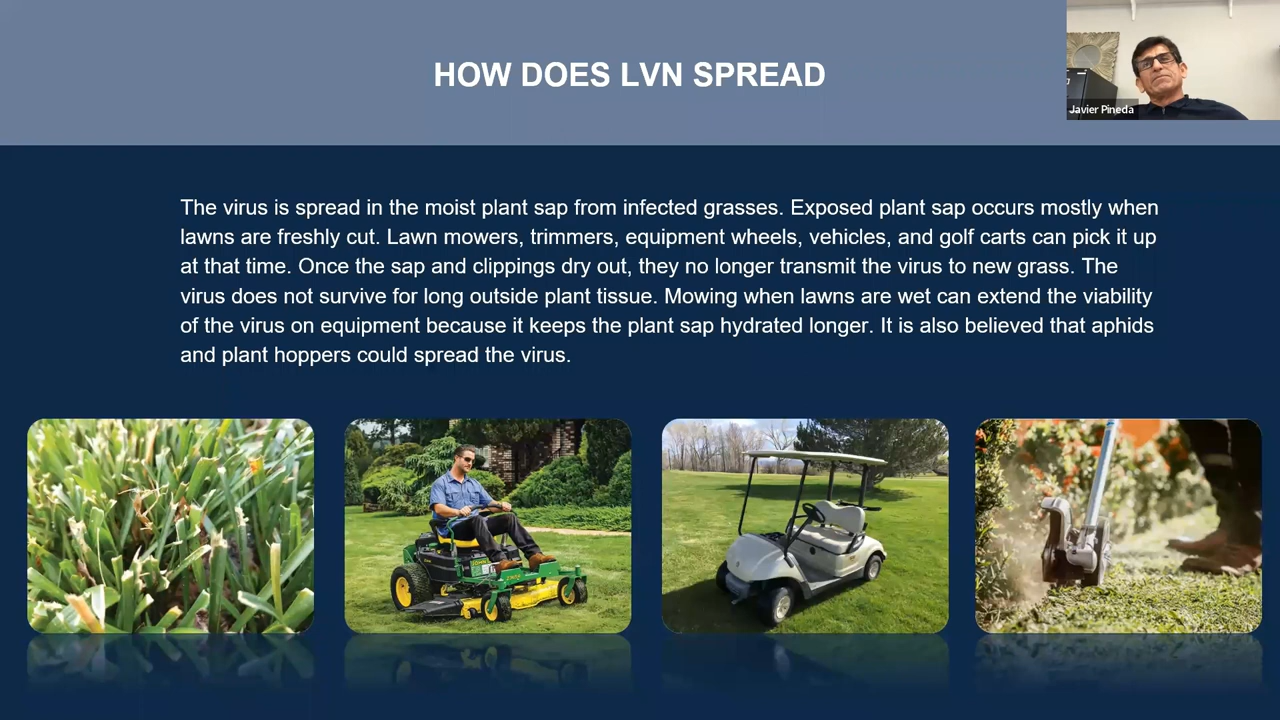 HOW DOES LVN SPREAD
Javier Pineda
The virus is spread in the moist plant sap from infected grasses. Exposed plant sap occurs mostly when
lawns are freshly cut. Lawn mowers, trimmers, equipment wheels, vehicles, and golf carts can pick it up
at that time. Once the sap and clippings dry out, they no longer transmit the virus to new grass. The
virus does not survive for long outside plant tissue. Mowing when lawns are wet can extend the viability
of the virus on equipment because it keeps the plant sap hydrated longer. It is also believed that aphids
and plant hoppers could spread the virus.